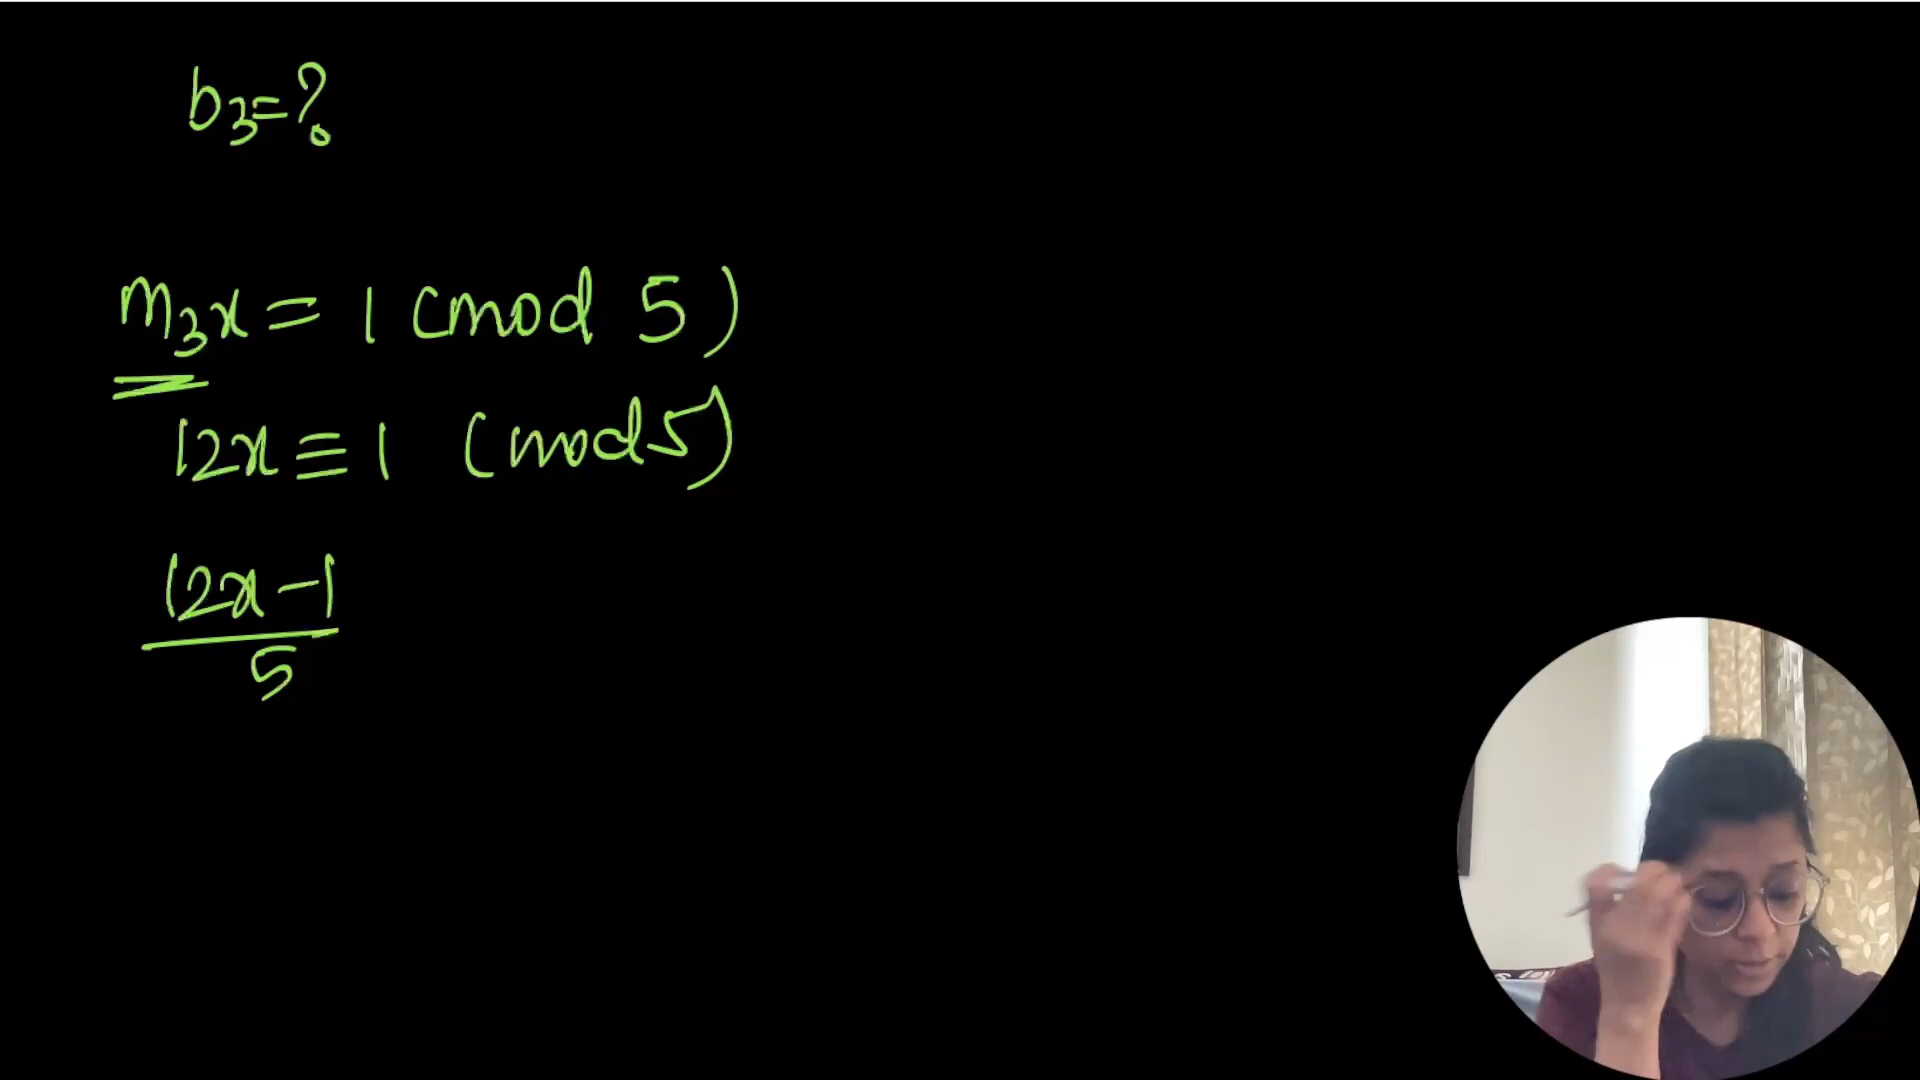 b3=?
m3x = 1 (mod 5)
12x ≡ 1 (mod 5)
12x - 1
5